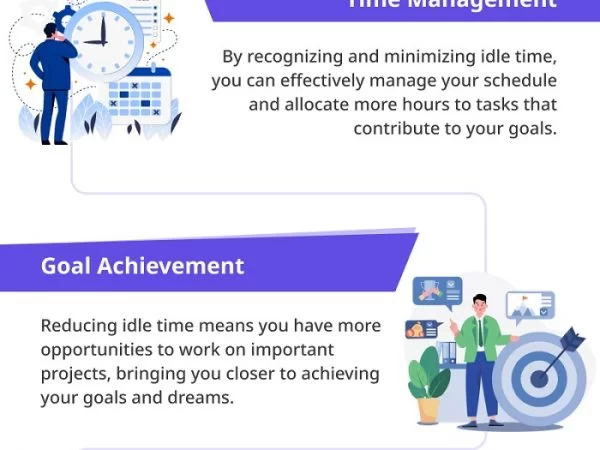 Time Management
By recognizing and minimizing idle time,
you can effectively manage your schedule
and allocate more hours to tasks that
contribute to your goals.
Goal Achievement
Reducing idle time means you have more
opportunities to work on important
projects, bringing you closer to achieving
your goals and dreams.